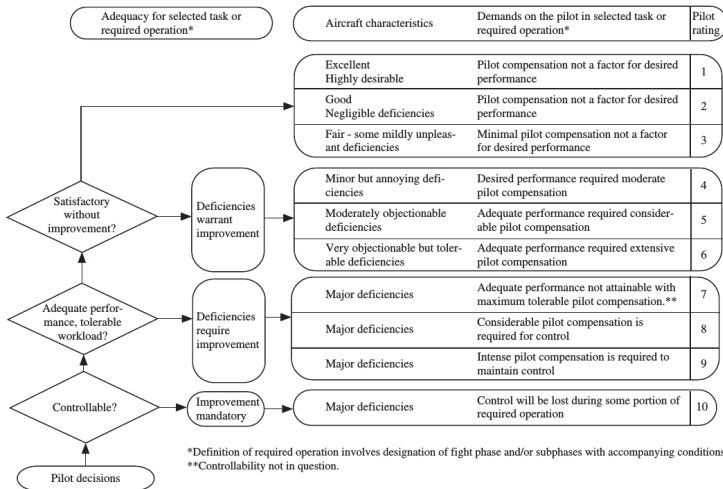 Adequacy for selected task or
required operation*
Aircraft characteristics
Demands on the pilot in selected task or
required operation*
Pilot
rating
Excellent
Highly desirable
Pilot compensation not a factor for desired
performance
1
Good
Negligible deficiencies
Pilot compensation not a factor for desired
performance
2
Fair - some mildly unpleas-
ant deficiencies
Minimal pilot compensation not a factor
for desired performance
3
Satisfactory
without
improvement?
Deficiencies
warrant
improvement
Minor but annoying defi-
ciencies
Desired performance required moderate
pilot compensation
4
Moderately objectionable
deficiencies
Adequate performance required consider-
able pilot compensation
5
Very objectionable but toler-
able deficiencies
Adequate performance required extensive
pilot compensation
6
Adequate perfor-
mance, tolerable
workload?
Deficiencies
require
improvement
Major deficiencies
Adequate performance not attainable with
maximum tolerable pilot compensation.**
7
Major deficiencies
Considerable pilot compensation is
required for control
8
Major deficiencies
Intense pilot compensation is required to
maintain control
9
Controllable?
Improvement
mandatory
Major deficiencies
Control will be lost during some portion of
required operation
10
Pilot decisions
*Definition of required operation involves designation of fight phase and/or subphases with accompanying conditions
**Controllability not in question.